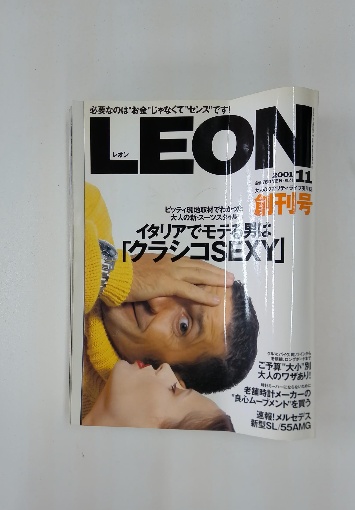 必要なのは"お金"じゃなくて"センス"です!
LEON
レオン
2001
11
創刊号
ピッティ現地取材でわかった
大人の新・スーツスタイル
イタリアでモテる男は
「クラシコSEXY」
ご予算"大小"別
大人のワザあり!
老舗時計メーカーの
"良心ムーブメント"を買う
速報!メルセデス
新型SL/55AMG